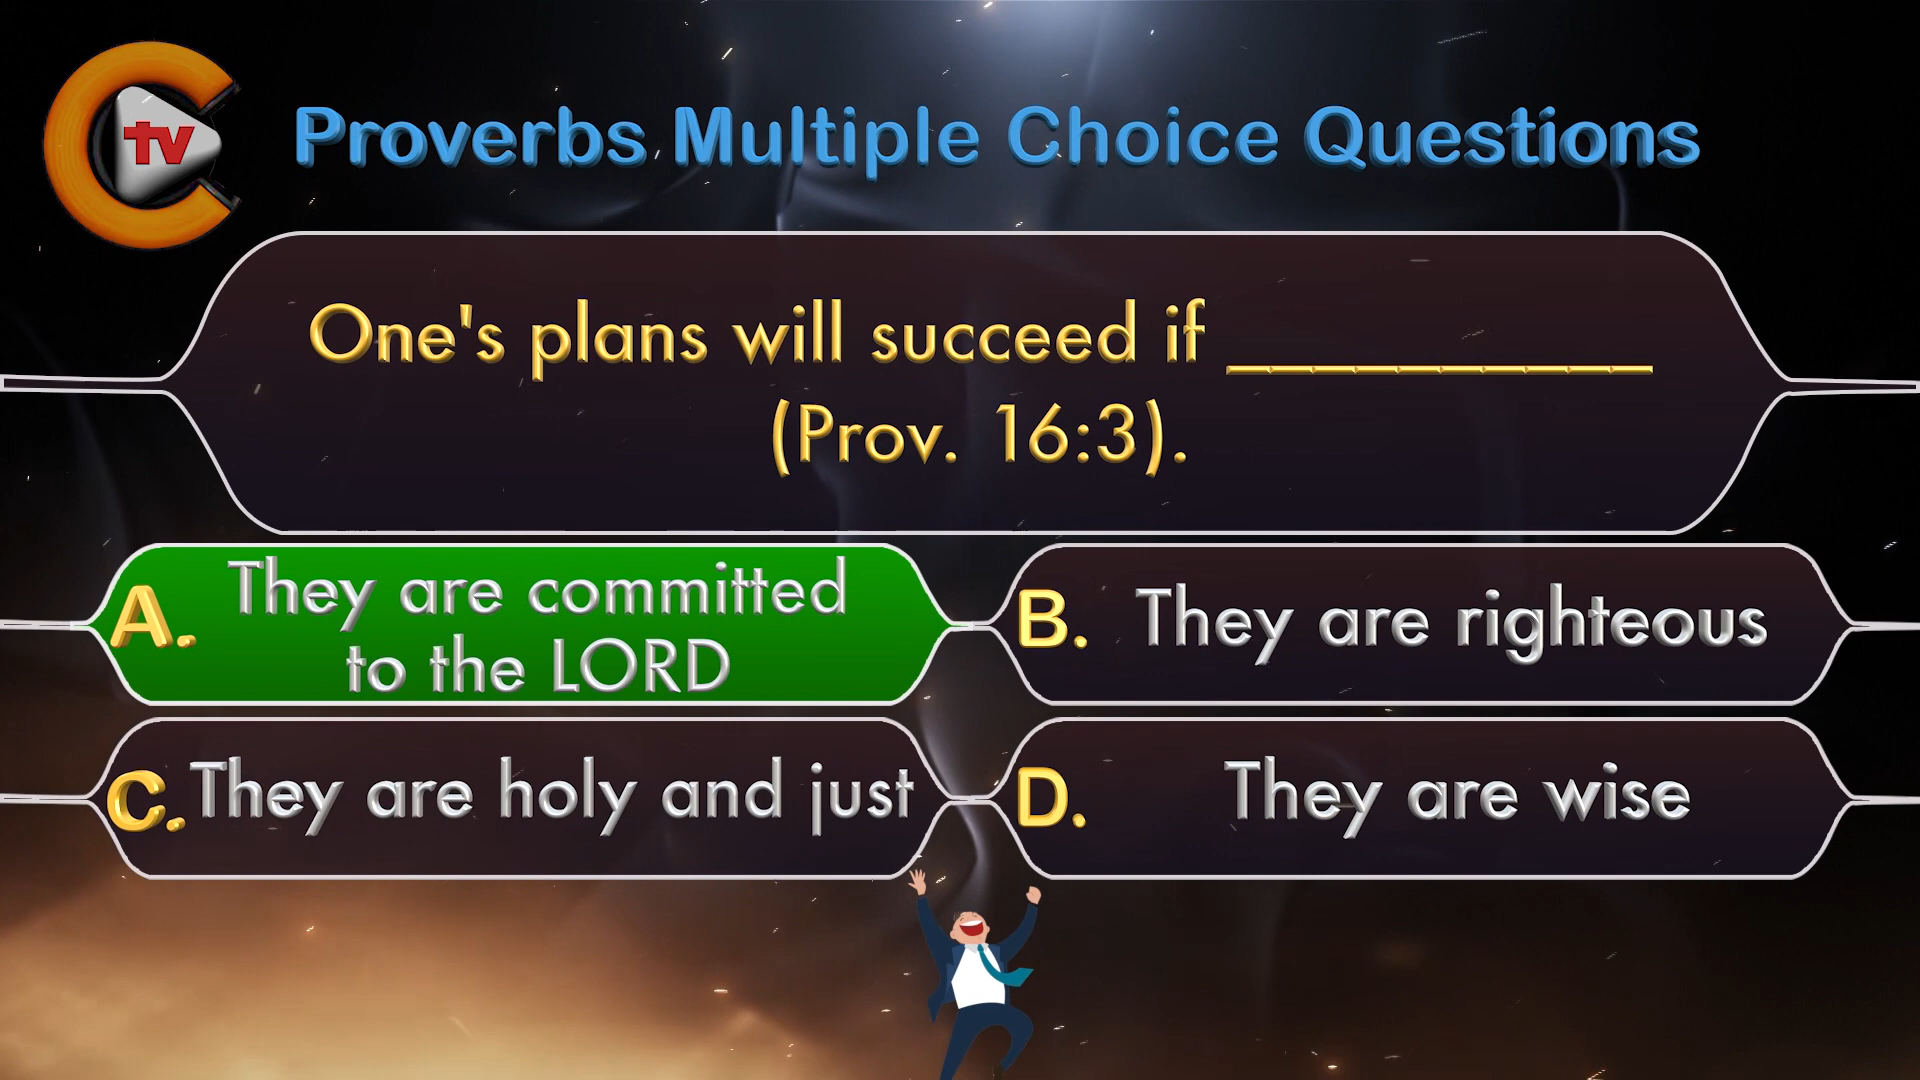 tv
Proverbs Multiple Choice Questions
One's plans will succeed if __________
(Prov. 16:3).
A. They are committed
to the LORD
B. They are righteous
C. They are holy and just
D. They are wise